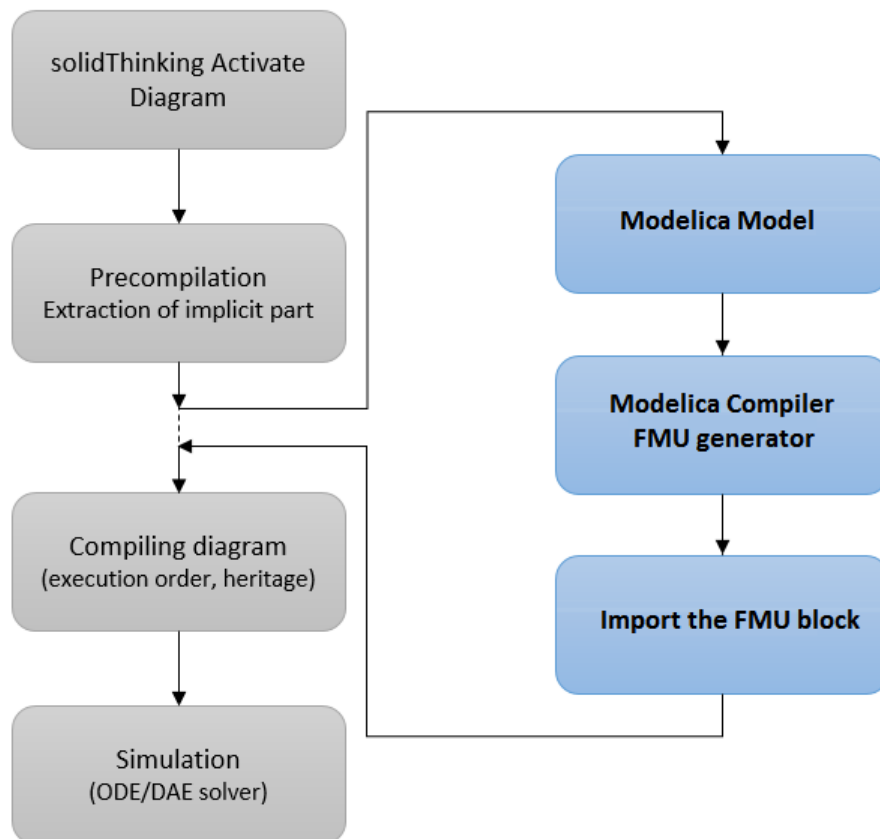 solidThinking Activate
Diagram
Precompilation
Extraction of implicit part
Compiling diagram
(execution order, heritage)
Simulation
(ODE/DAE solver)
Modelica Model
Modelica Compiler
FMU generator
Import the FMU block